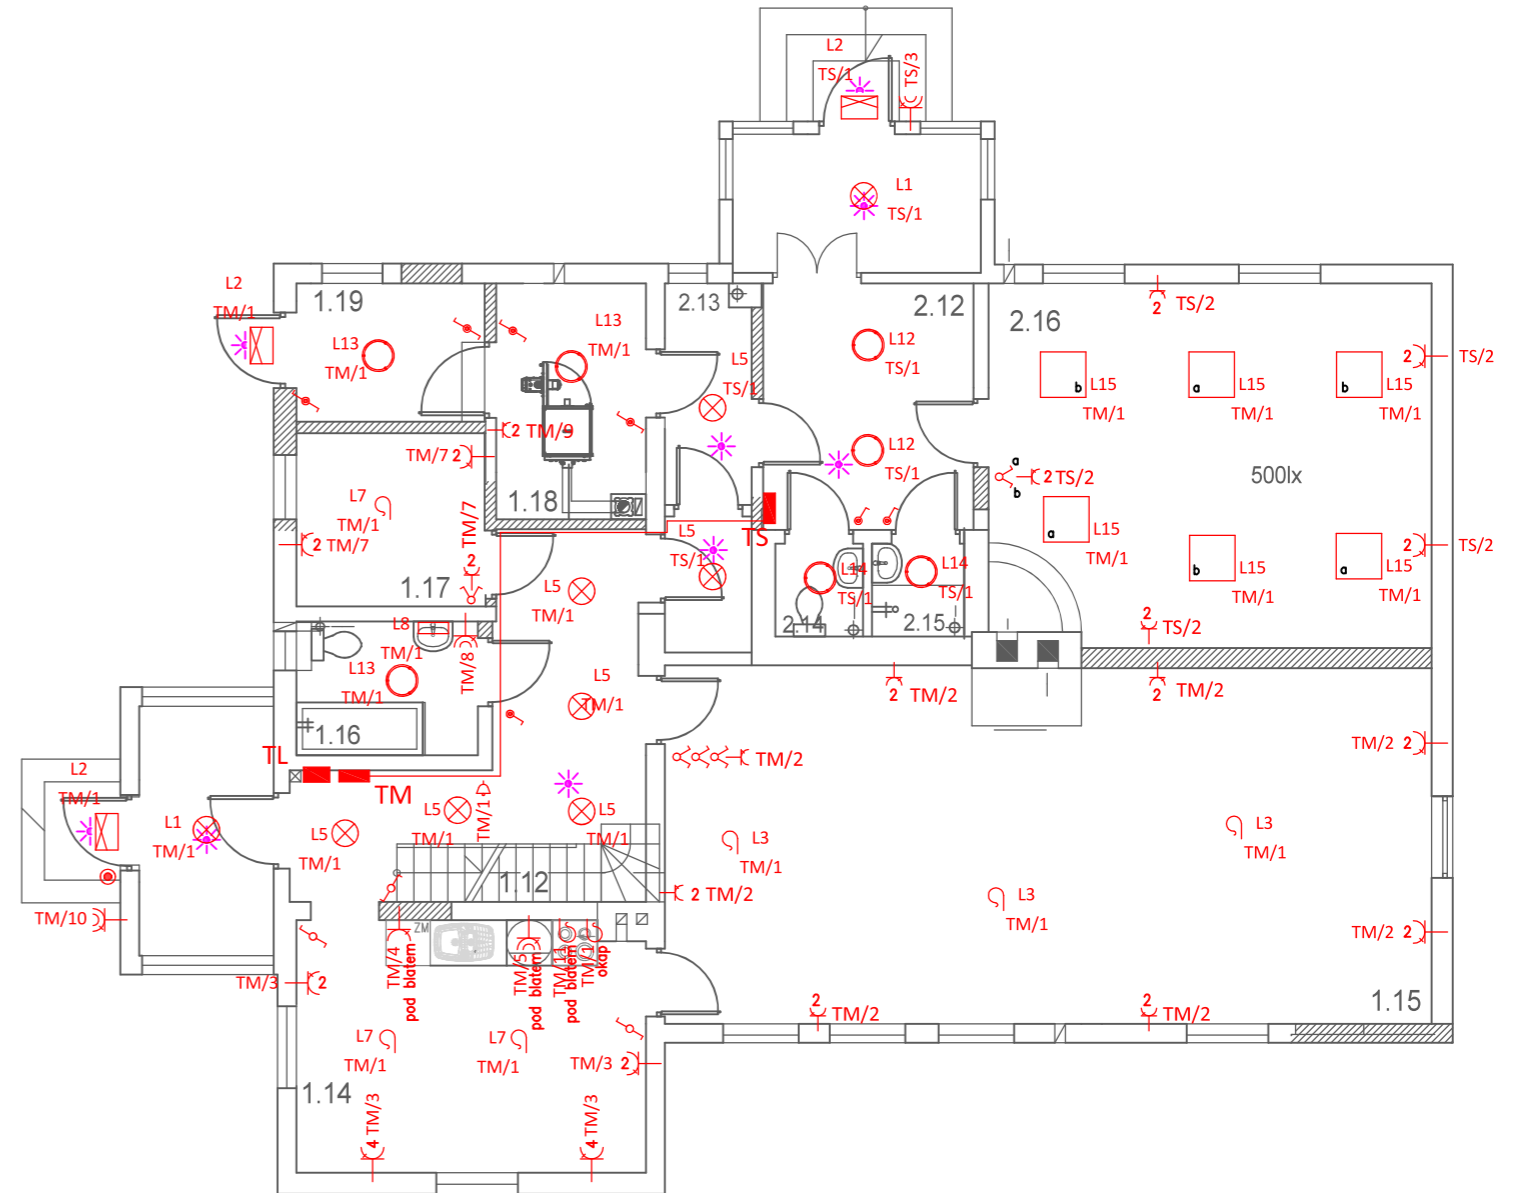 L2
TS/1
TS/3
L1
TS/1
L2
TM/1
1.19
L13
TM/1
L13
TM/1
2.13
2.12
2.16
TS/2
L12
TS/1
L5
TS/1
L15
TM/1
b
L15
TM/1
a
L15
TM/1
b
2
TS/2
2
2 TM/9
TM/7 2
L12
TS/1
a
2 TS/2
b
500lx
L7
TM/1
TM/7
2
1.18
2 TM/7
TS
L5
TS/1
L15
TM/1
a
L15
TM/1
b
L15
TM/1
a
2
TS/2
1.17
L5
TM/1
L14
TS/1
L14
TS/1
2.14
2.15
2
TS/2
L8
TM/1
TM/8
L13
TM/1
1.16
L5
TM/1
2
TM/2
2
TM/2
TL
TM
TM/2
TM/2 2
L2
TM/1
L1
TM/1
L5
TM/1
L5
TM/1
TM/1
L5
TM/1
L3
TM/1
L3
TM/1
L3
TM/1
1.12
2 TM/2
TM/10
TM/2 2
ZM
TM/4
pod blatem
TM/5
pod blatem
pod blatem
TM/1
okap
TM/3
2
1.15
2
TM/2
2
TM/2
L7
TM/1
L7
TM/1
TM/3 2
1.14
4 TM/3
4 TM/3